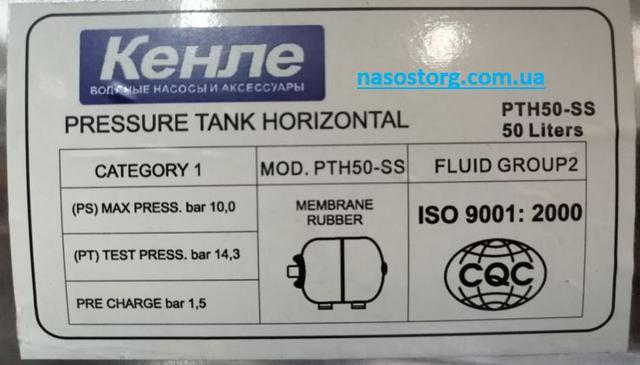 Кенле
ВОДЯНЫЕ НАСОСЫ И АКСЕССУАРЫ
nasostorg.com.ua
PRESSURE TANK HORIZONTAL
PTH50-SS
50 Liters
CATEGORY 1
MOD. PTH50-SS
FLUID GROUP2
(PS) MAX PRESS. bar 10,0
MEMBRANE
RUBBER
ISO 9001: 2000
(PT) TEST PRESS. bar 14,3
CQC
PRE CHARGE bar 1,5